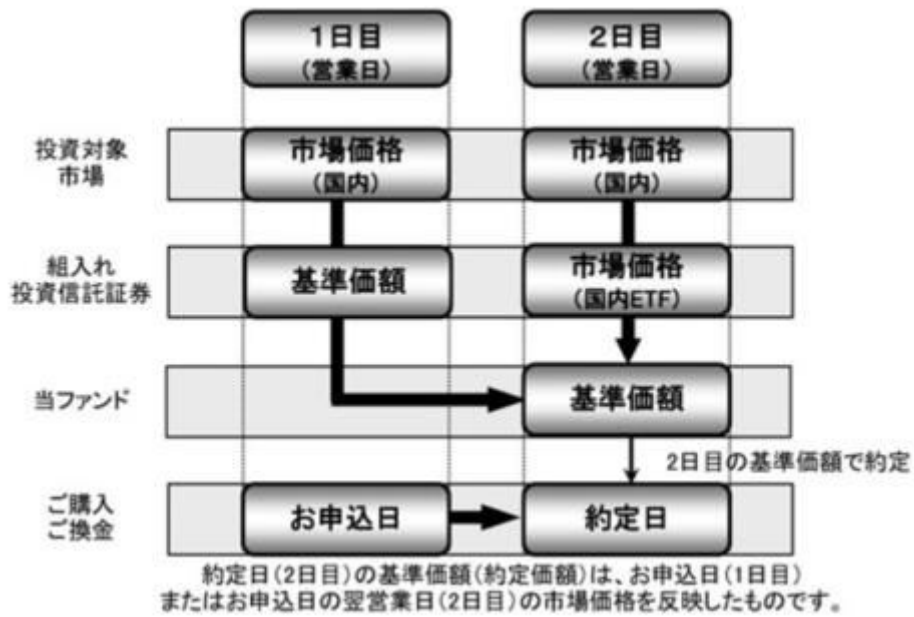 1日目
(営業日)
2日目
(営業日)
投資対象
市場
市場価格
(国内)
市場価格
(国内)
組入れ
投資信託証券
基準価額
市場価格
(国内ETF)
当ファンド
基準価額
2日目の基準価額で約定
ご購入
ご換金
お申込日
約定日
約定日(2日目)の基準価額(約定価額)は、お申込日(1日目)
またはお申込日の翌営業日(2日目)の市場価格を反映したものです。